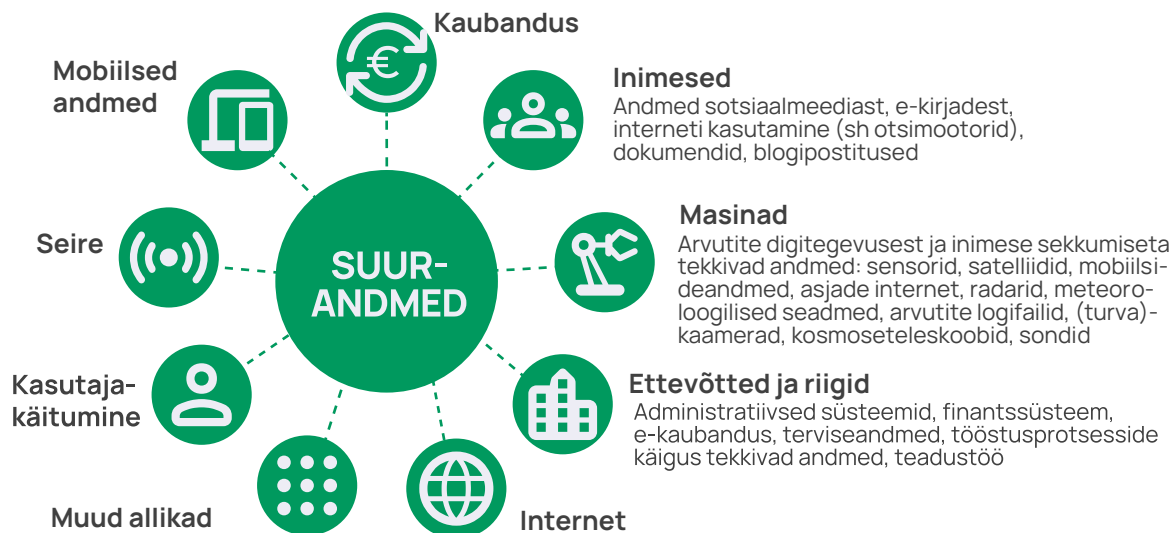 Kaubandus
Mobiilsed
andmed
€
Inimesed
Andmed sotsiaalmeediast, e-kirjadest,
interneti kasutamine (sh otsimootorid),
dokumendid, blogipostitused
Masinad
Arvutite digitegevusest ja inimese sekkumiseta
tekkivad andmed: sensorid, satelliidid, mobiilsi-
deandmed, asjade internet, radarid, meteoro-
loogilised seadmed, arvutite logifailid, (turva)-
kaamerad, kosmoseteleskoobid, sondid
Seire
SUUR-
ANDMED
Kasutaja-
käitumine
Ettevõtted ja riigid
Administratiivsed süsteemid, finantssüsteem,
e-kaubandus, terviseandmed, tööstusprotsesside
käigus tekkivad andmed, teadustöö
Muud allikad
Internet